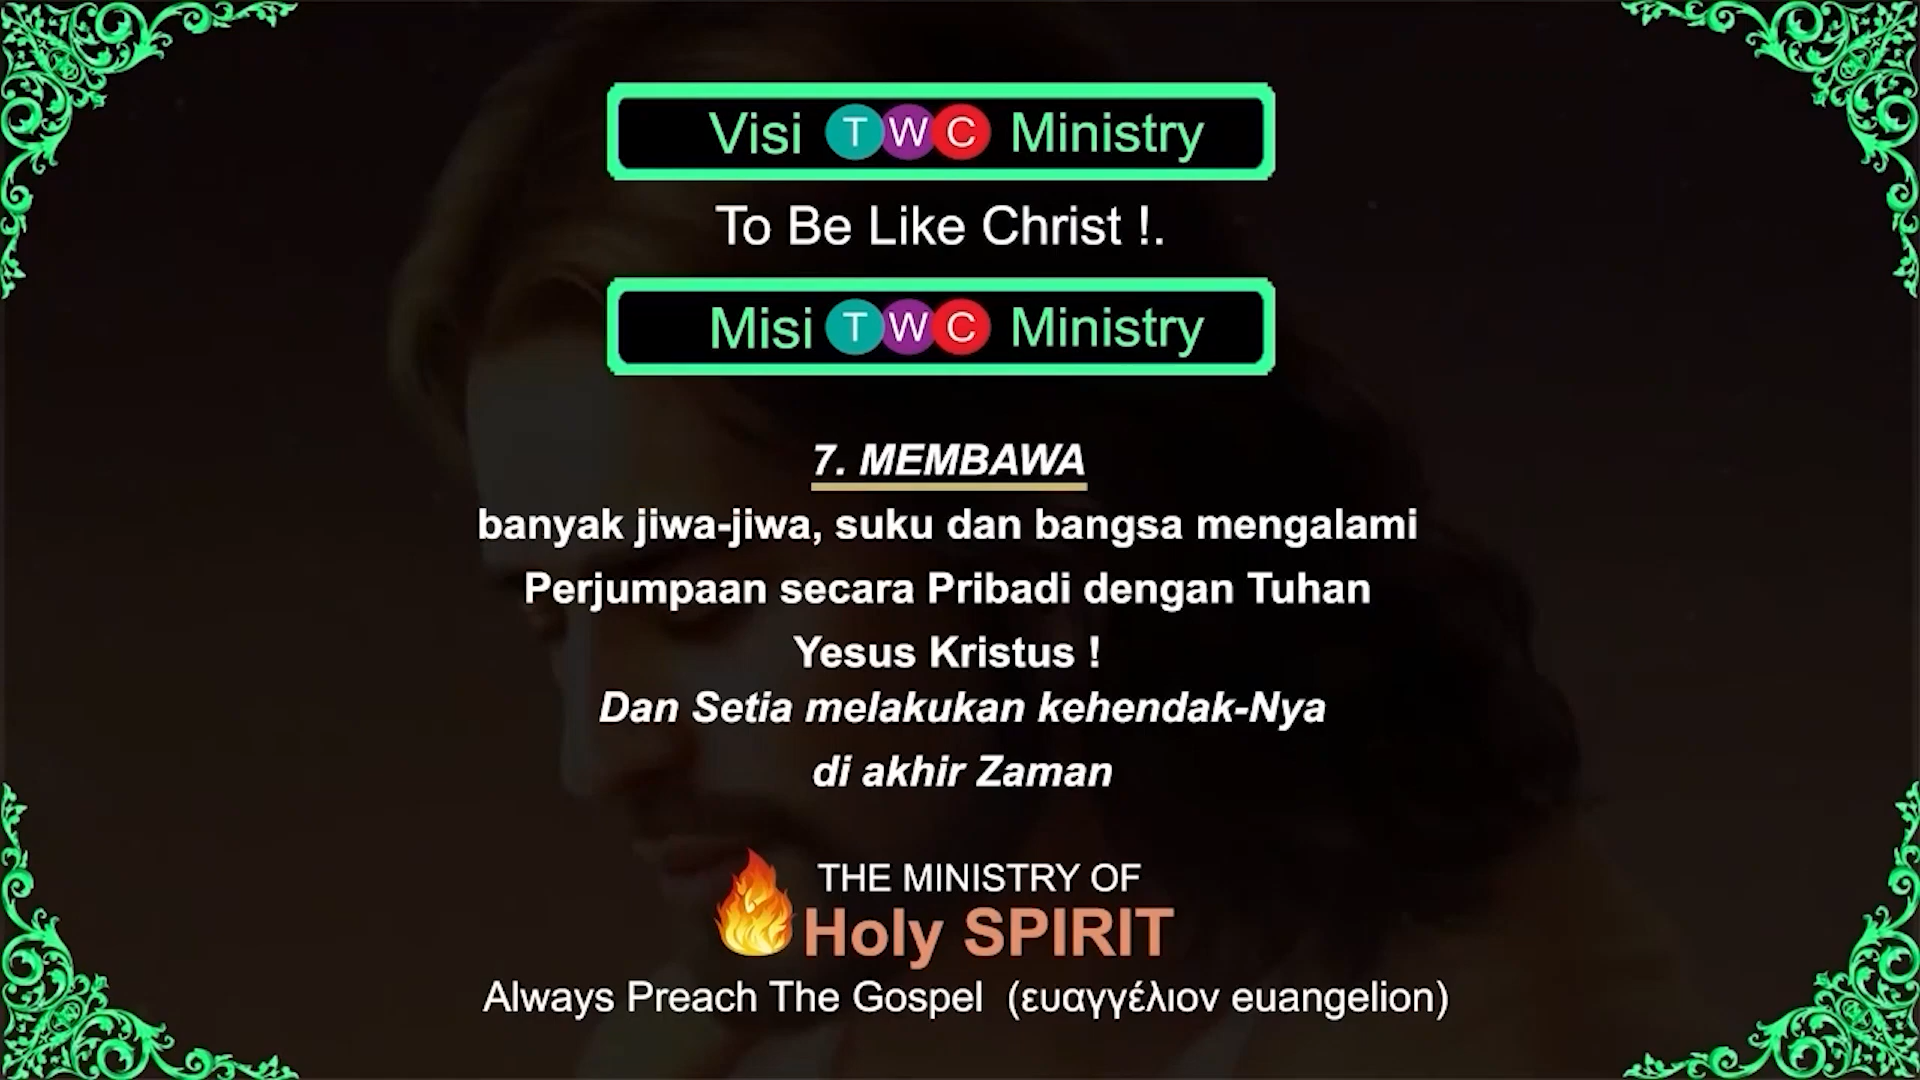 Visi TWC Ministry
To Be Like Christ !.
Misi TWC Ministry
7. MEMBAWA
banyak jiwa-jiwa, suku dan bangsa mengalami
Perjumpaan secara Pribadi dengan Tuhan
Yesus Kristus !
Dan Setia melakukan kehendak-Nya
di akhir Zaman
THE MINISTRY OF
Holy SPIRIT
Always Preach The Gospel (ευαγγέλιον euangelion)